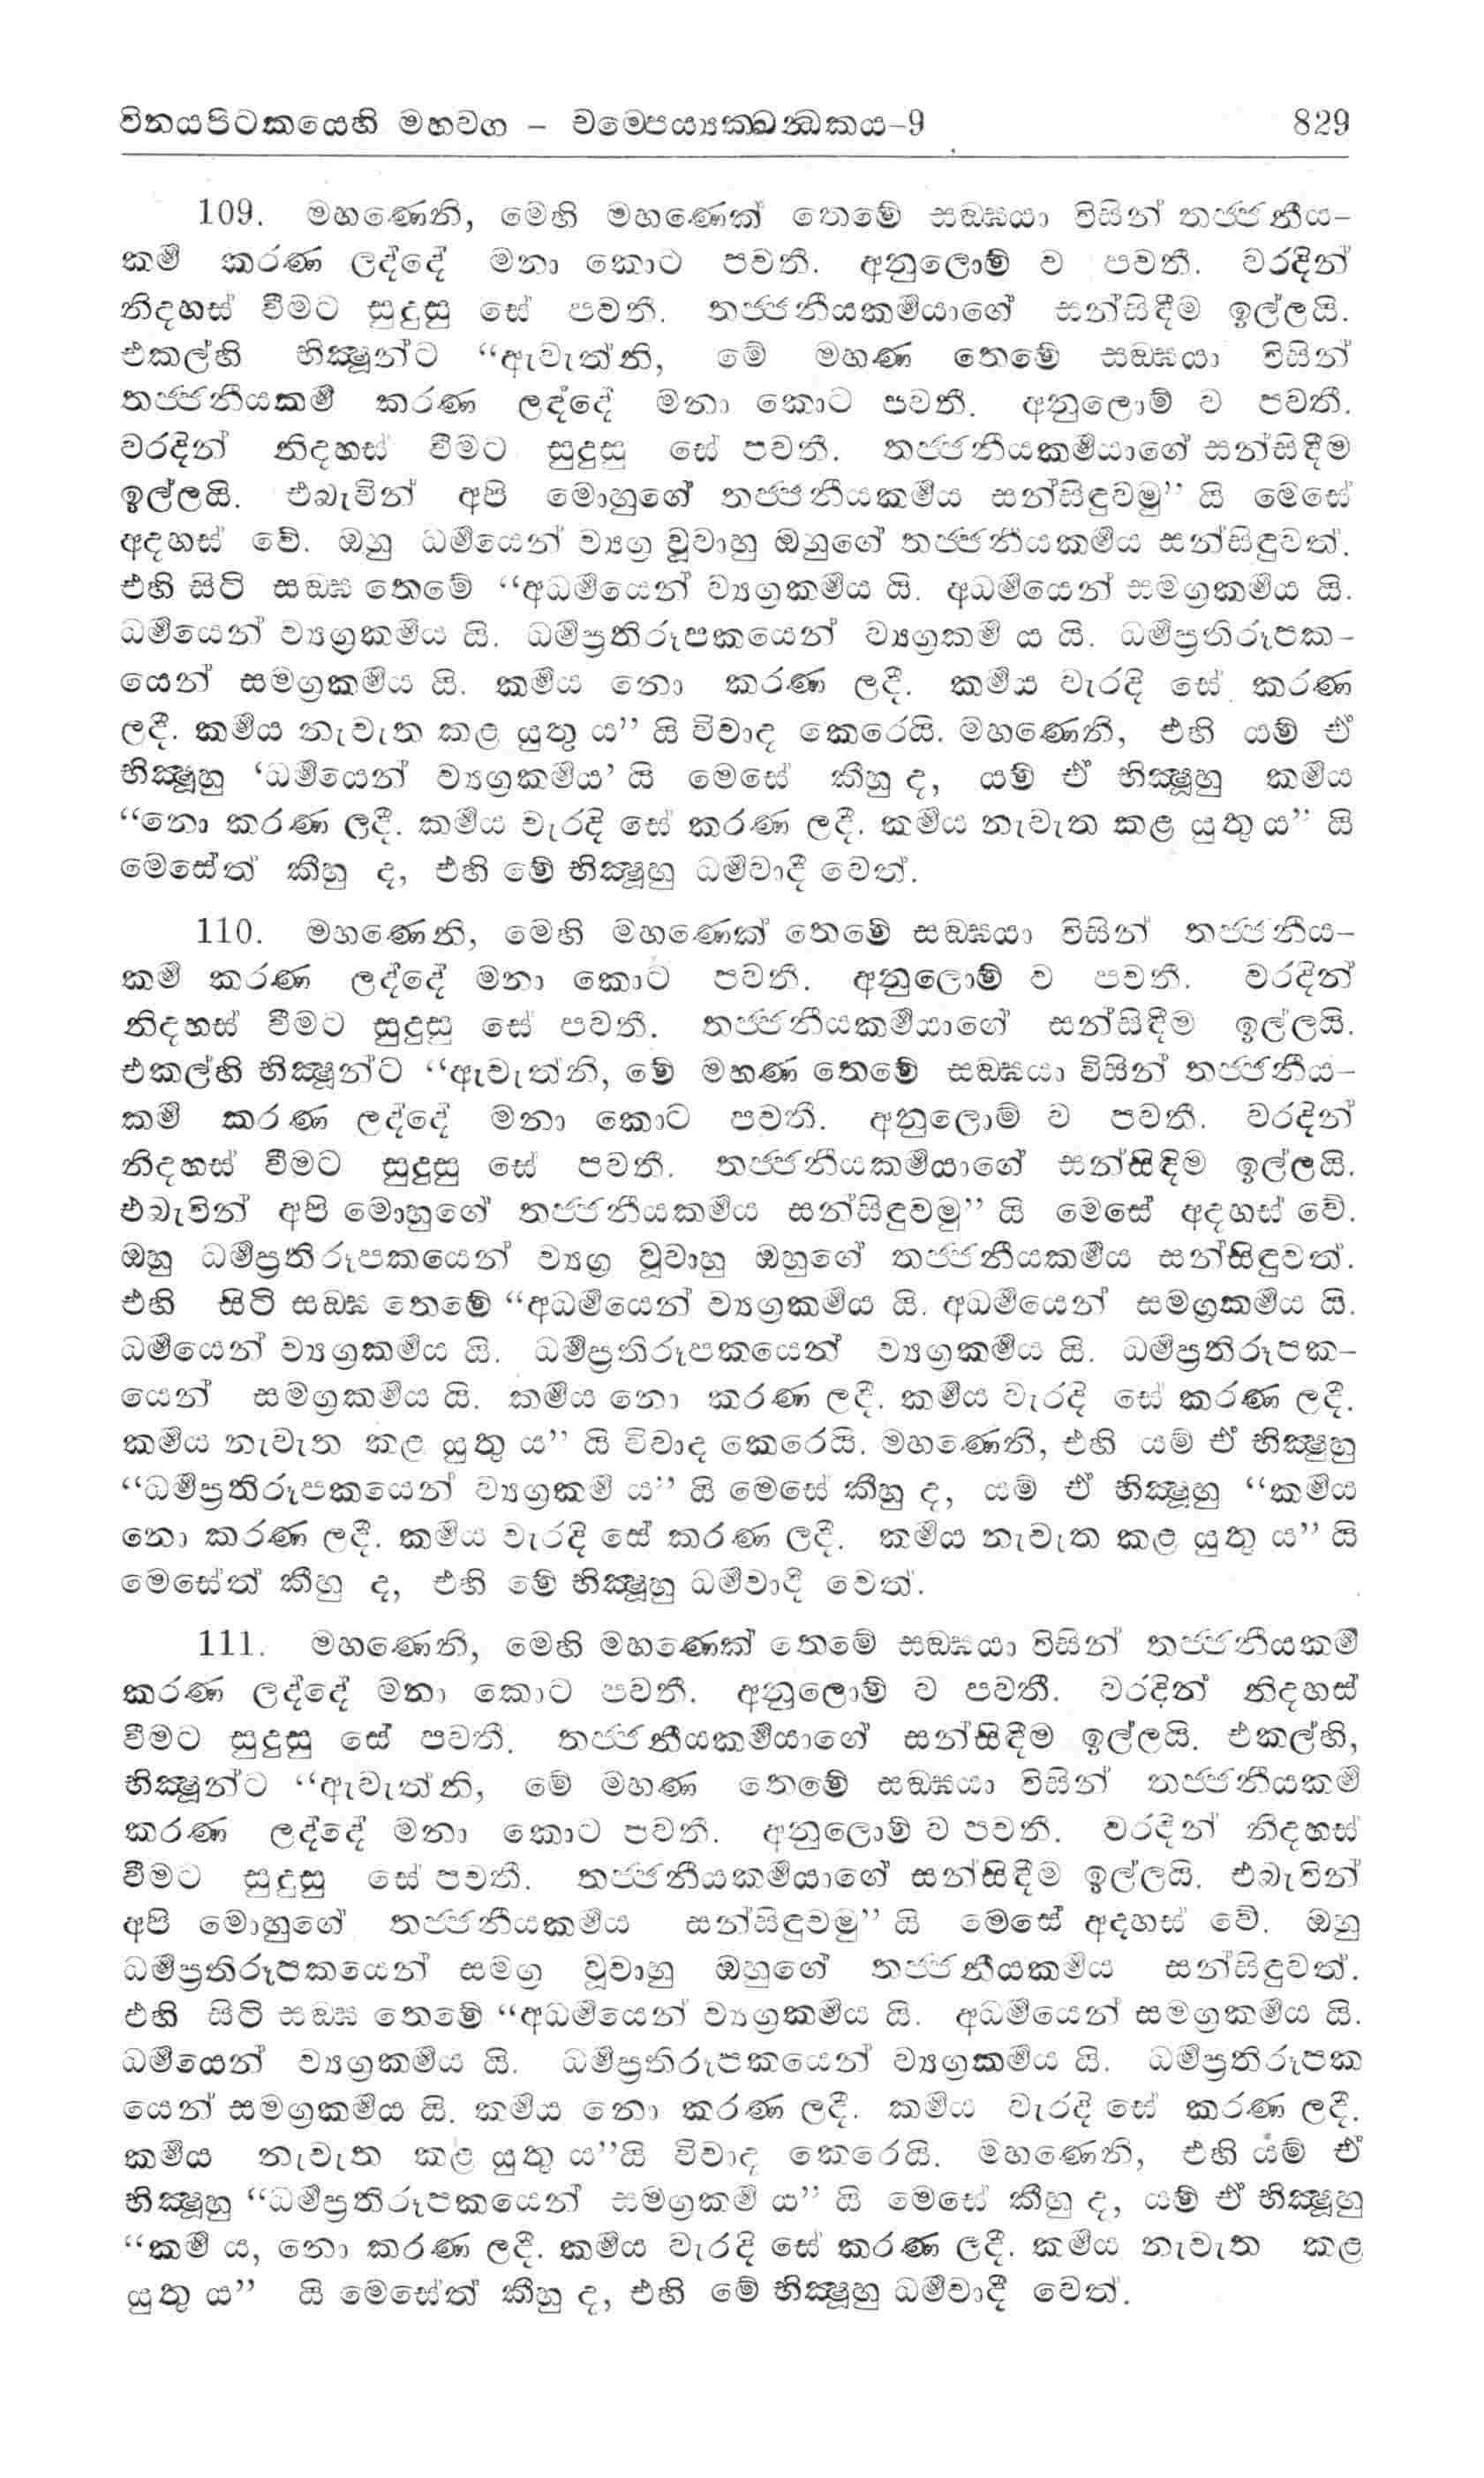 විනයපිටකයෙහි මහවග – චම්පෙය්‍යක්ඛන්‍ධකය-9 829
109. මහණෙනි, මෙහි මහණෙක් තෙමේ සඞ්ඝයා විසින් තජ්ජනීය-
කර්‍ම කරණ ලද්දේ මනා කොට පවතී. අනුලොම් ව පවතී. වරදින්
නිදහස් වීමට සුදුසු සේ පවතී. තජ්ජනීයකර්‍මයාගේ සන්සිඳීම ඉල්ලයි.
එකල්හි භික්‍ෂූන්ට “ඇවැත්නි, මේ මහණ තෙමේ සඞ්ඝයා විසින්
තජ්ජනීයකර්‍ම කරණ ලද්දේ මනා කොට පවතී. අනුලොම් ව පවතී.
වරදින් නිදහස් වීමට සුදුසු සේ පවතී. තජ්ජනීයකර්‍මයාගේ සන්සිඳීම
ඉල්ලයි. එබැවින් අපි මොහුගේ තජ්ජනීයකර්‍මය සන්සිඳුවමු” යි මෙසේ
අදහස් වේ. ඔහු ධර්‍මයෙන් ව්‍යග්‍ර වූවාහු ඔහුගේ තජ්ජනීයකර්‍මය සන්සිඳුවත්.
එහි සිටි සඞ්ඝ තෙමේ “අධර්‍මයෙන් ව්‍යග්‍රකර්‍මය යි. අධර්‍මයෙන් සමග්‍රකර්‍මය යි.
ධර්‍මයෙන් ව්‍යග්‍රකර්‍මය යි. ධර්‍මප්‍රතිරූපකයෙන් ව්‍යග්‍රකර්‍ම ය යි. ධර්‍මප්‍රතිරූපක-
යෙන් සමග්‍රකර්‍මය යි. කර්‍මය නො කරණ ලදී. කර්‍මය වැරදි සේ කරණ
ලදී. කර්‍මය නැවැත කළ යුතු ය” යි විවාද කෙරෙයි. මහණෙනි, එහි යම් ඒ
භික්‍ෂූහු ‘ධර්‍මයෙන් ව්‍යග්‍රකර්‍මය’ යි මෙසේ කීහු ද, යම් ඒ භික්‍ෂූහු කර්‍මය
“නො කරණ ලදී. කර්‍මය වැරදි සේ කරණ ලදී. කර්‍මය නැවැත කළ යුතු ය” යි
මෙසේත් කීහු ද, එහි මේ භික්‍ෂූහු ධර්‍මවාදී වෙත්.
110. මහණෙනි, මෙහි මහණෙක් තෙමේ සඞ්ඝයා විසින් තජ්ජනීය-
කර්‍ම කරණ ලද්දේ මනා කොට පවතී. අනුලොම් ව පවතී. වරදින්
නිදහස් වීමට සුදුසු සේ පවතී. තජ්ජනීයකර්‍මයාගේ සන්සිඳීම ඉල්ලයි.
එකල්හි භික්‍ෂූන්ට “ඇවැත්නි, මේ මහණ තෙමේ සඞ්ඝයා විසින් තජ්ජනීය-
කර්‍ම කරණ ලද්දේ මනා කොට පවතී. අනුලොම් ව පවතී. වරදින්
නිදහස් වීමට සුදුසු සේ පවතී. තජ්ජනීයකර්‍මයාගේ සන්සිඳීම ඉල්ලයි.
එබැවින් අපි මොහුගේ තජ්ජනීයකර්‍මය සන්සිඳුවමු” යි මෙසේ අදහස් වේ.
ඔහු ධර්‍මප්‍රතිරූපකයෙන් ව්‍යග්‍ර වූවාහු ඔහුගේ තජ්ජනීයකර්‍මය සන්සිඳුවත්.
එහි සිටි සඞ්ඝ තෙමේ “අධර්‍මයෙන් ව්‍යග්‍රකර්‍මය යි. අධර්‍මයෙන් සමග්‍රකර්‍මය යි.
ධර්‍මයෙන් ව්‍යග්‍රකර්‍මය යි. ධර්‍මප්‍රතිරූපකයෙන් ව්‍යග්‍රකර්‍මය යි. ධර්‍මප්‍රතිරූපක-
යෙන් සමග්‍රකර්‍මය යි. කර්‍මය නො කරණ ලදී. කර්‍මය වැරදි සේ කරණ ලදී.
කර්‍මය නැවැත කළ යුතු ය” යි විවාද කෙරෙයි. මහණෙනි, එහි යම් ඒ භික්‍ෂුහු
“ධර්‍මප්‍රතිරූපකයෙන් ව්‍යග්‍රකර්‍ම ය” යි මෙසේ කීහු ද, යම් ඒ භික්‍ෂූහු “කර්‍මය
නො කරණ ලදී. කර්‍මය වැරදි සේ කරණ ලදී. කර්‍මය නැවැත කළ යුතු ය” යි
මෙසේත් කීහු ද, එහි මේ භික්‍ෂූහු ධර්‍මවාදී වෙත්.
111. මහණෙනි, මෙහි මහණෙක් තෙමේ සඞ්ඝයා විසින් තජ්ජනීයකර්‍ම
කරණ ලද්දේ මනා කොට පවතී. අනුලොම් ව පවතී. වරදින් නිදහස්
වීමට සුදුසු සේ පවතී. තජ්ජනීයකර්‍මයාගේ සන්සිඳීම ඉල්ලයි. එකල්හි,
භික්‍ෂූන්ට “ඇවැත්නි, මේ මහණ තෙමේ සඞ්ඝයා විසින් තජ්ජනීයකර්‍ම
කරණ ලද්දේ මනා කොට පවතී. අනුලොම් ව පවතී. වරදින් නිදහස්
වීමට සුදුසු සේ පවතී. තජ්ජනීයකර්‍මයාගේ සන්සිඳීම ඉල්ලයි. එබැවින්
අපි මොහුගේ තජ්ජනීයකර්‍මය සන්සිඳුවමු” යි මෙසේ අදහස් වේ. ඔහු
ධර්‍මප්‍රතිරූපකයෙන් සමග්‍ර වූවාහු ඔහුගේ තජ්ජනීයකර්‍මය සන්සිඳුවත්.
එහි සිටි සඞ්ඝ තෙමේ “අධර්‍මයෙන් ව්‍යග්‍රකර්‍මය යි. අධර්‍මයෙන් සමග්‍රකර්‍මය යි.
ධර්‍මයෙන් ව්‍යග්‍රකර්‍මය යි. ධර්‍මප්‍රතිරූපකයෙන් ව්‍යග්‍රකර්‍මය යි. ධර්‍මප්‍රතිරූපක
යෙන් සමග්‍රකර්‍මය යි. කර්‍මය නො කරණ ලදී. කර්‍මය වැරදි සේ කරණ ලදී.
කර්‍මය නැවැත කළ යුතු ය”යි විවාද කෙරෙයි. මහණෙනි, එහි යම් ඒ
භික්‍ෂූහු “ධර්‍මප්‍රතිරූපකයෙන් සමග්‍රකර්‍ම ය” යි මෙසේ කීහු ද, යම් ඒ භික්‍ෂූහු
“කර්‍ම ය, නො කරණ ලදී. කර්‍මය වැරදි සේ කරණ ලදී. කර්‍මය නැවැත කළ
යුතු ය” යි මෙසේත් කීහු ද, එහි මේ භික්‍ෂූහු ධර්‍මවාදී වෙත්.